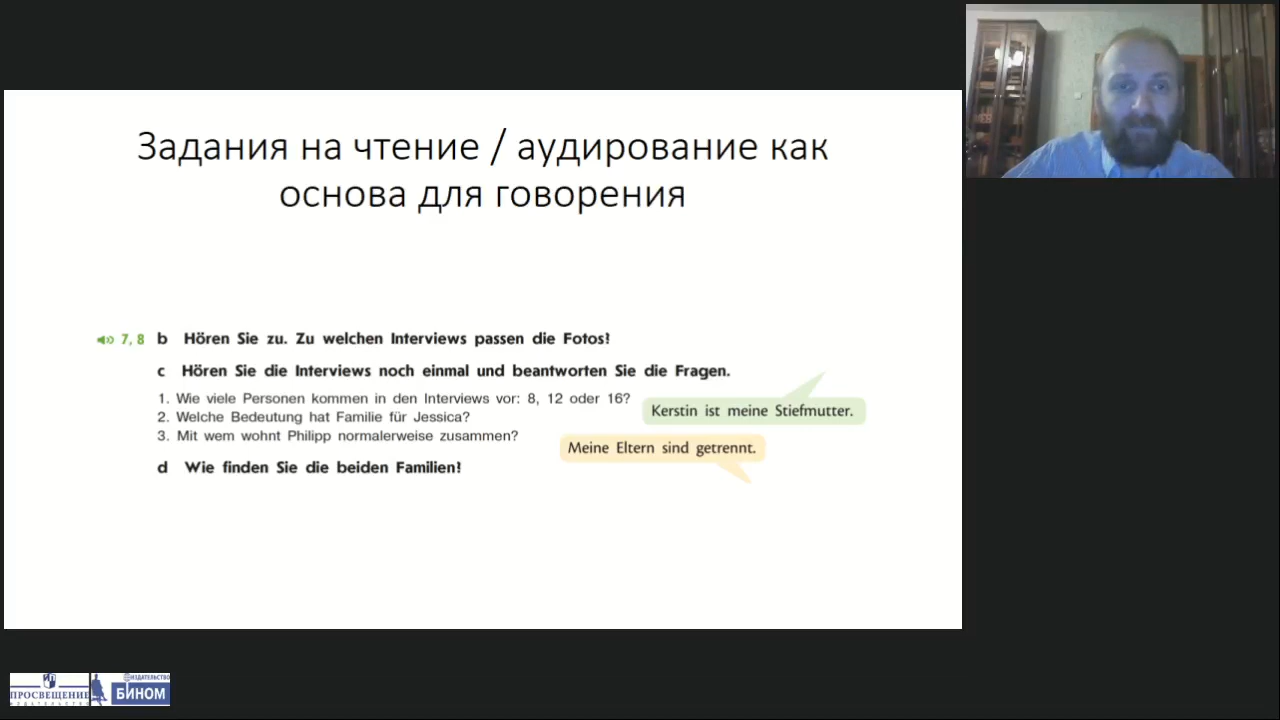 Задания на чтение / аудирование как
основа для говорения
7, 8 b Hören Sie zu. Zu welchen Interviews passen die Fotos?
c Hören Sie die Interviews noch einmal und beantworten Sie die Fragen.
1. Wie viele Personen kommen in den Interviews vor: 8, 12 oder 16?
2. Welche Bedeutung hat Familie für Jessica?
3. Mit wem wohnt Philipp normalerweise zusammen?
Kerstin ist meine Stiefmutter.
Meine Eltern sind getrennt.
d Wie finden Sie die beiden Familien?
ПРОСВЕЩЕНИЕ
ИЗДАТЕЛЬСТВО
ИЗДАТЕЛЬСТВО
БИНОМ